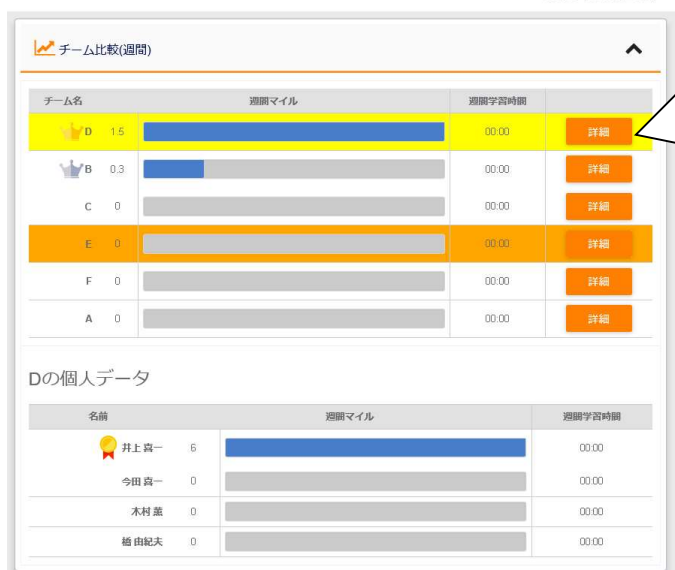 チーム比較(週間)
チーム名 週間マイル 週間学習時間
D 1.5 00:00 詳細
B 0.3 00:00 詳細
C 0 00:00 詳細
E 0 00:00 詳細
F 0 00:00 詳細
A 0 00:00 詳細
Dの個人データ
名前 週間マイル 週間学習時間
井上 真一 6 00:00
今田 真一 0 00:00
木村 薫 0 00:00
橋 由紀夫 0 00:00